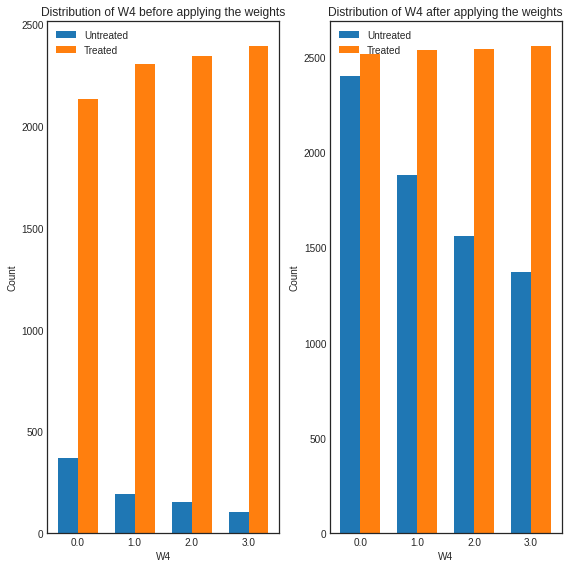 Distribution of W4 before applying the weights
Untreated
Treated
2500
2000
1500
1000
500
0
Count
0.0 1.0 2.0 3.0
W4
Distribution of W4 after applying the weights
Untreated
Treated
2500
2000
1500
1000
500
0
Count
0.0 1.0 2.0 3.0
W4